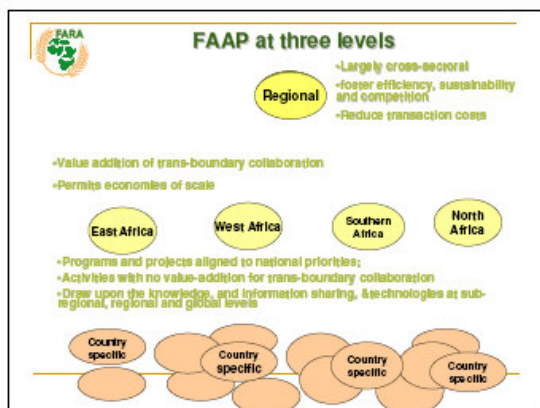 FARA
FAAP at three levels
Regional
•Largely cross-sectoral
•foster efficiency, sustainability
and competition
•Reduce transaction costs
•Value addition of trans-boundary collaboration
•Permits economies of scale
East Africa
West Africa
Southern
Africa
North
Africa
•Programs and projects aligned to national priorities;
•Activities with no value-addition for trans-boundary collaboration
•Draw upon the knowledge, and information sharing, &technologies at sub-
regional, regional and global levels
Country
specific
Country
specific
Country
specific
Country
specific